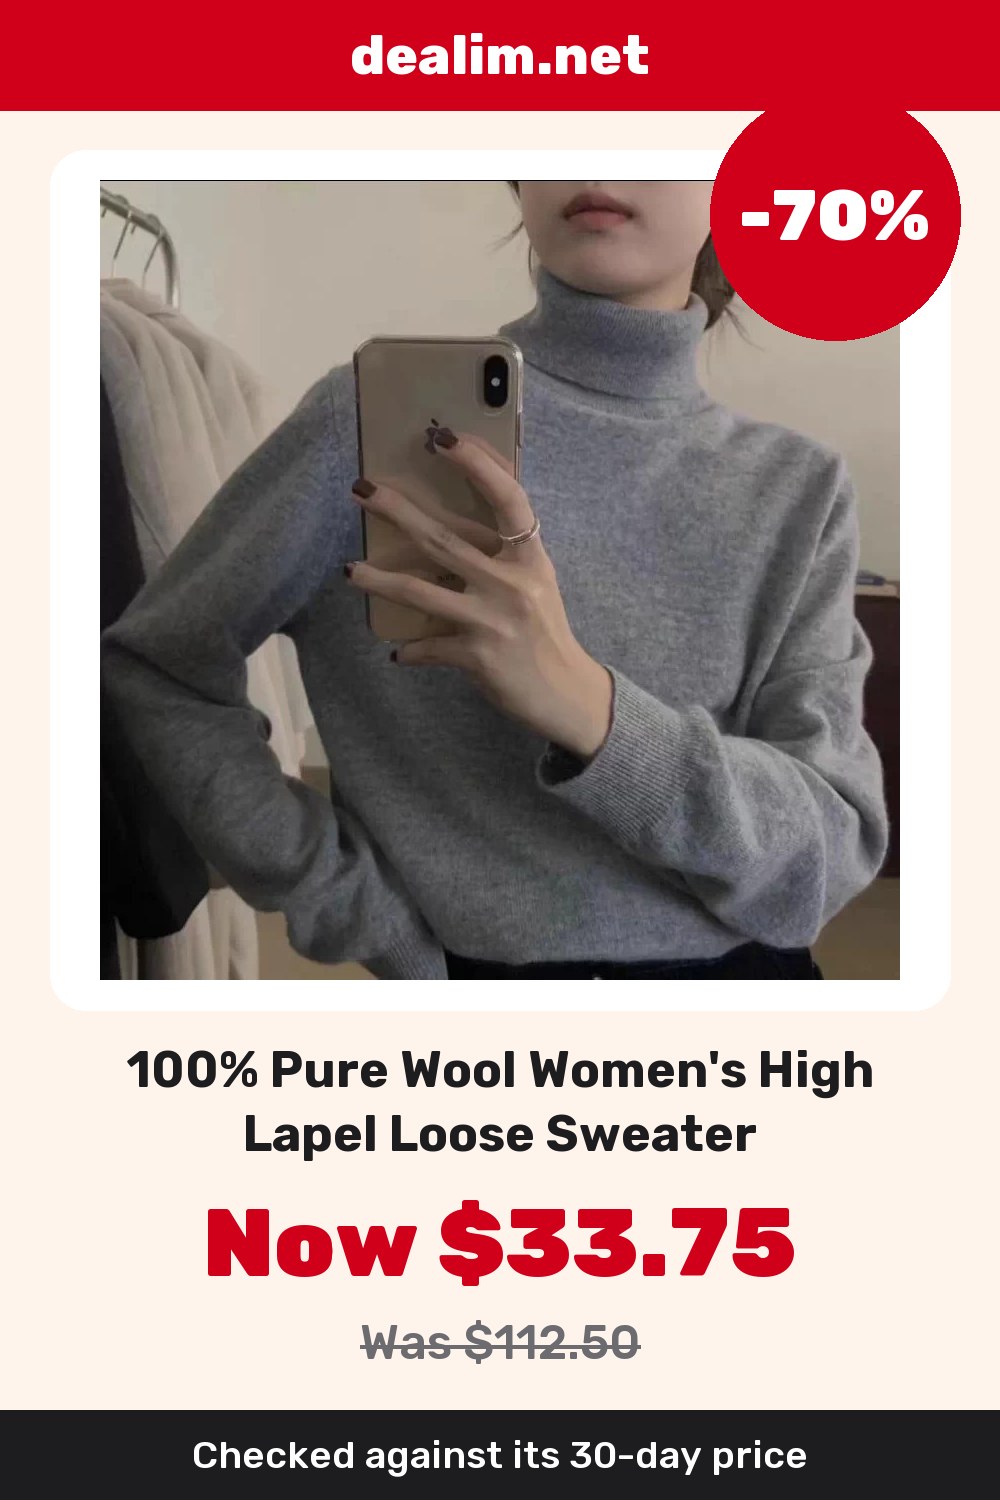 dealim.net
-70%
100% Pure Wool Women's High
Lapel Loose Sweater
Now $33.75
Was $112.50
Checked against its 30-day price